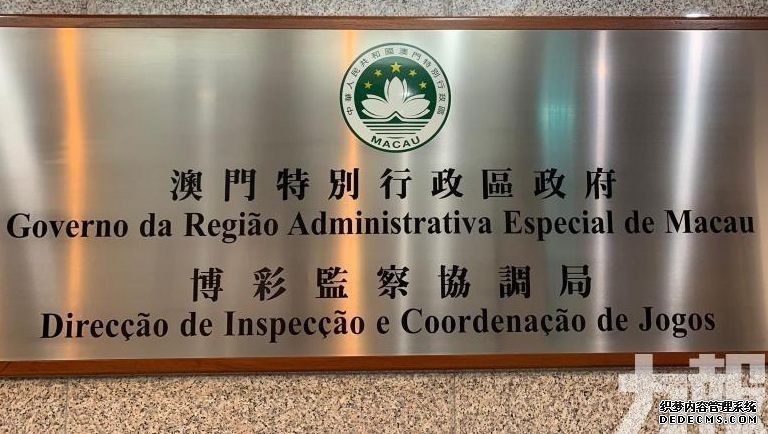 中華人民共和國澳門特別行政區
MACAU
澳門特別行政區政府
Governo da Região Administrativa Especial de Macau
博彩監察協調局
Direcção de Inspecção e Coordenação de Jogos
织梦内容管理系统
DEDECMS.COM